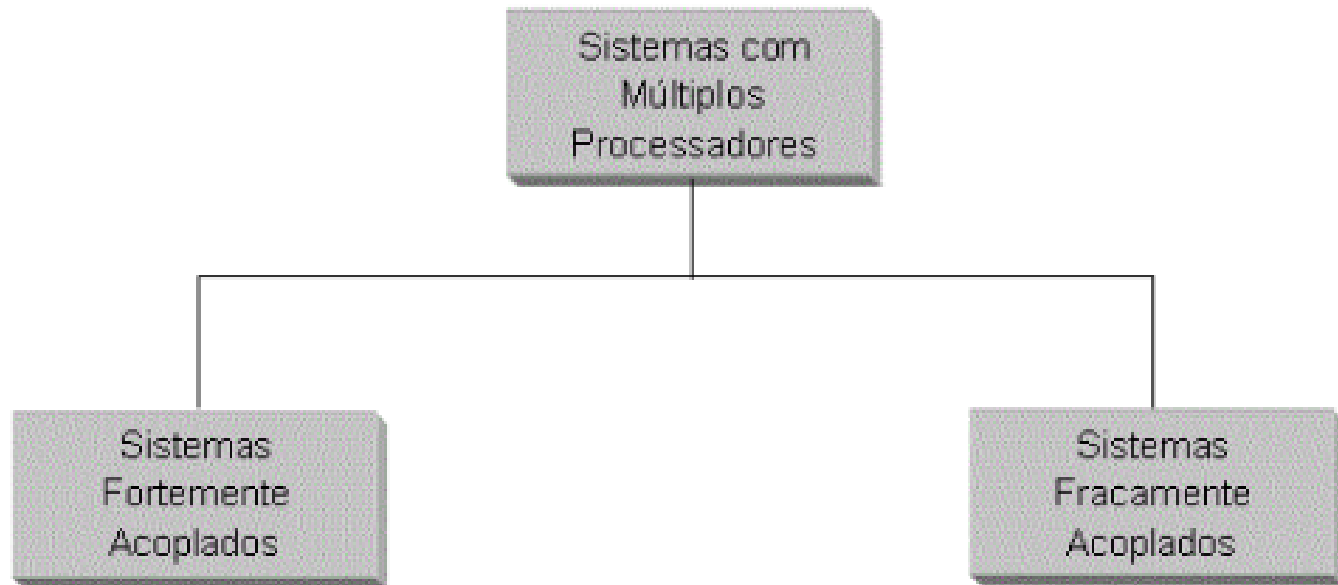 Sistemas com
Múltiplos
Processadores
Sistemas
Fortemente
Acoplados
Sistemas
Fracamente
Acoplados